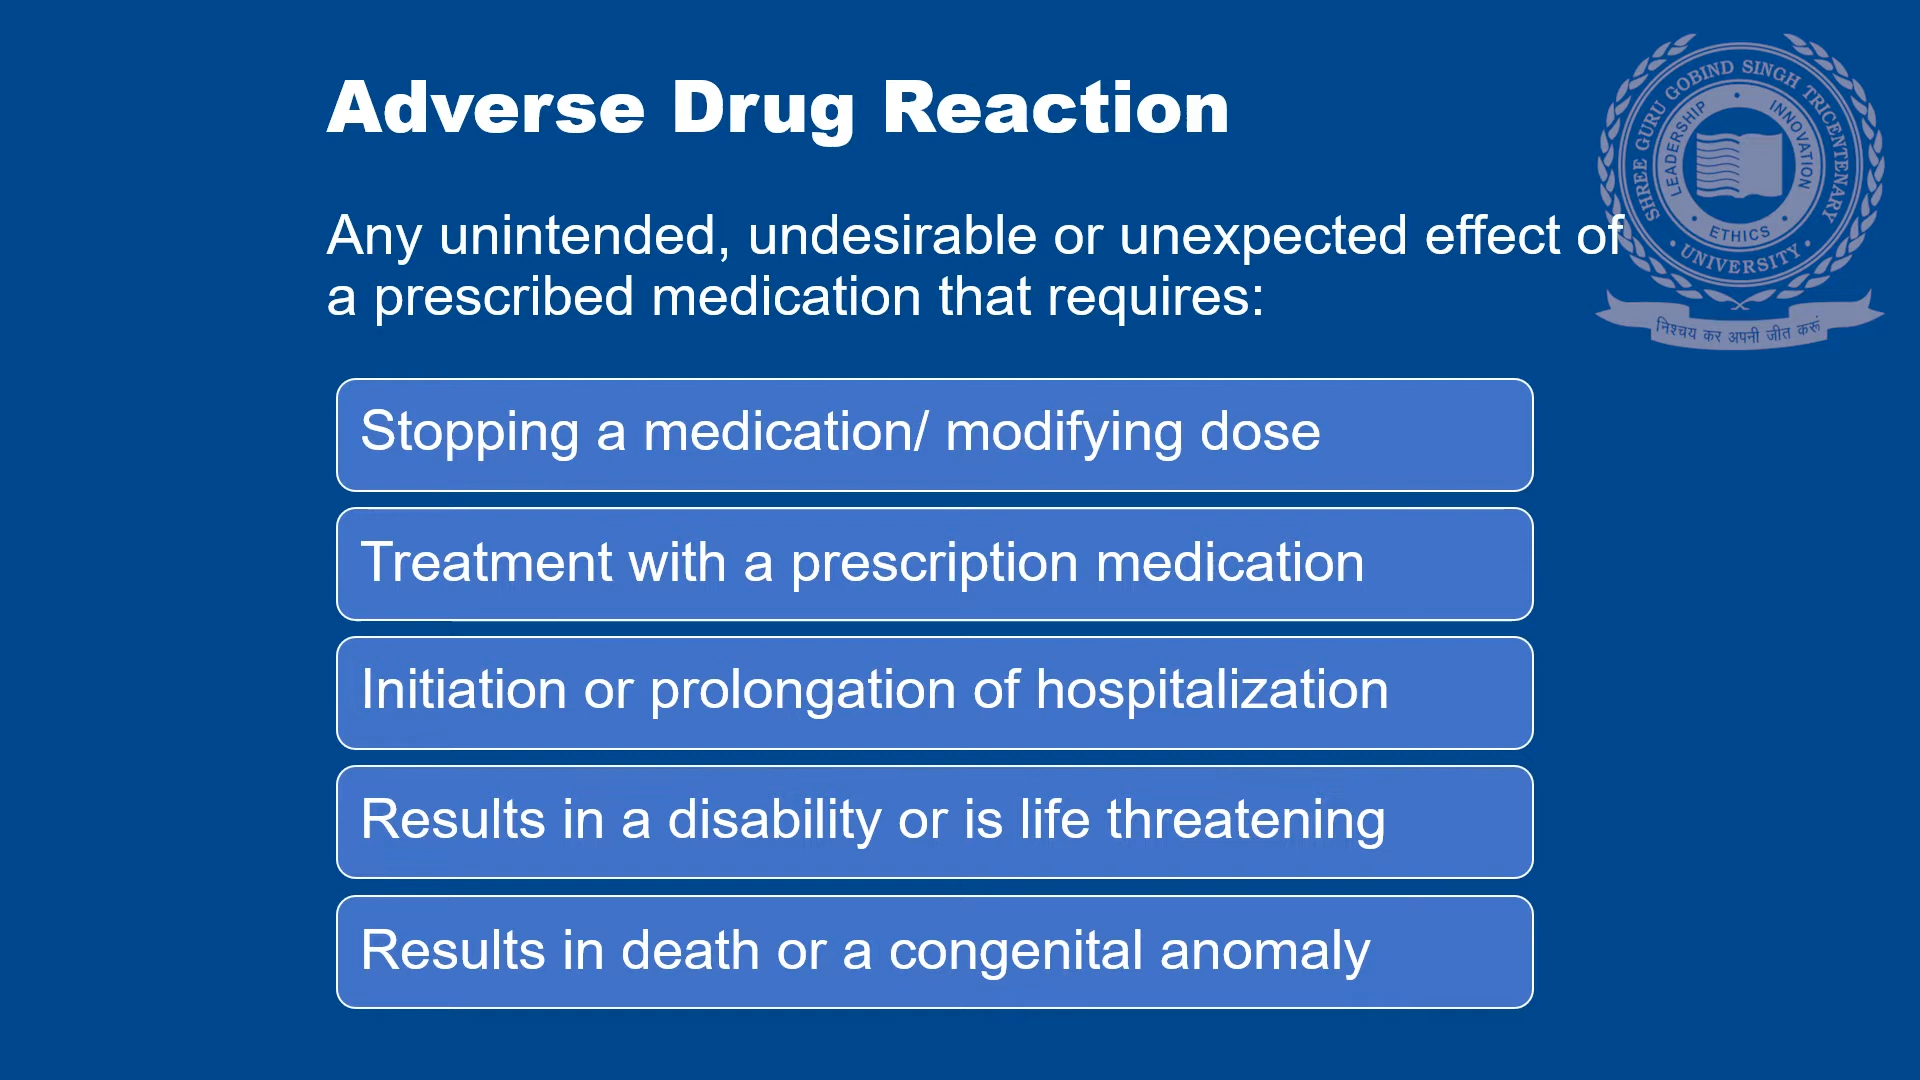 Adverse Drug Reaction
Any unintended, undesirable or unexpected effect of
a prescribed medication that requires:
Stopping a medication/ modifying dose
Treatment with a prescription medication
Initiation or prolongation of hospitalization
Results in a disability or is life threatening
Results in death or a congenital anomaly
SHREE GURU GOBIND SINGH TRICENTENARY
• UNIVERSITY •
LEADERSHIP • INNOVATION
• ETHICS •
निश्चय कर अपनी जीत करूं